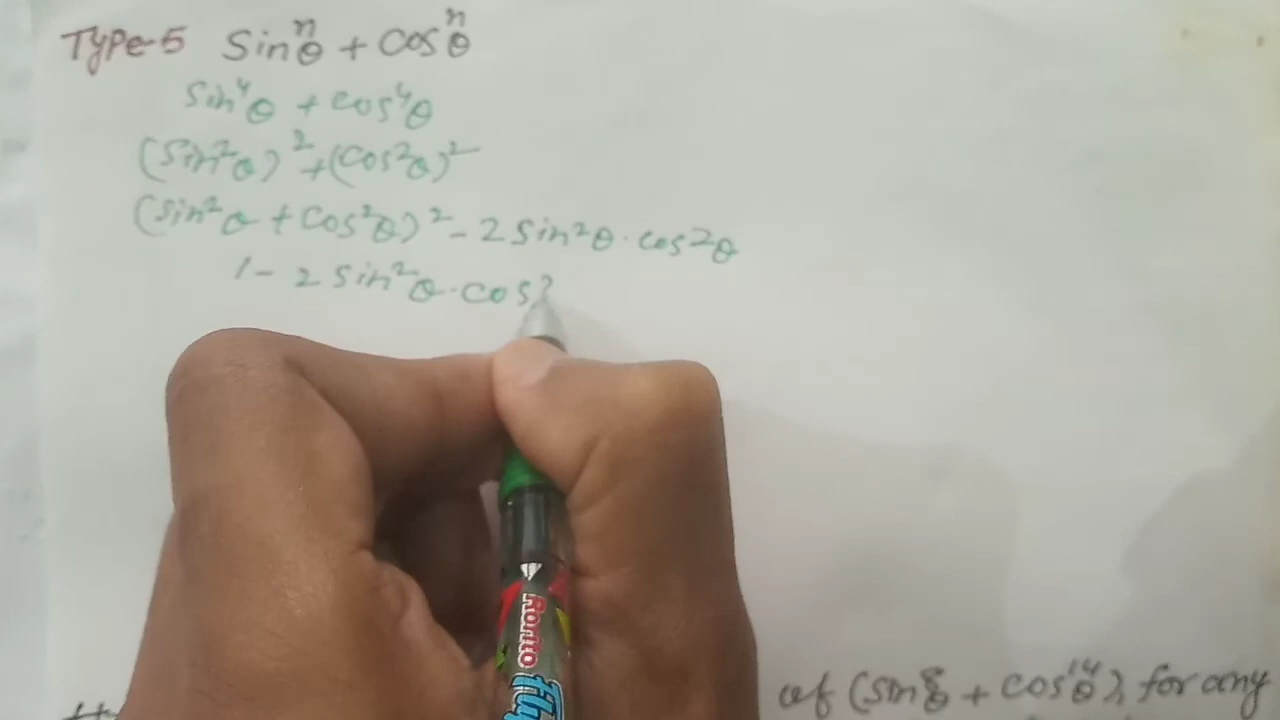 Type-5 Sinⁿθ + Cosⁿθ
Sin⁴θ + cos⁴θ
(Sin²θ)² + (Cos²θ)²
(Sin²θ + Cos²θ)² - 2 Sin²θ · cos2θ
1 - 2 Sin²θ · cos2
Rorito
of (Sin⁸θ + cos¹⁴θ), for any